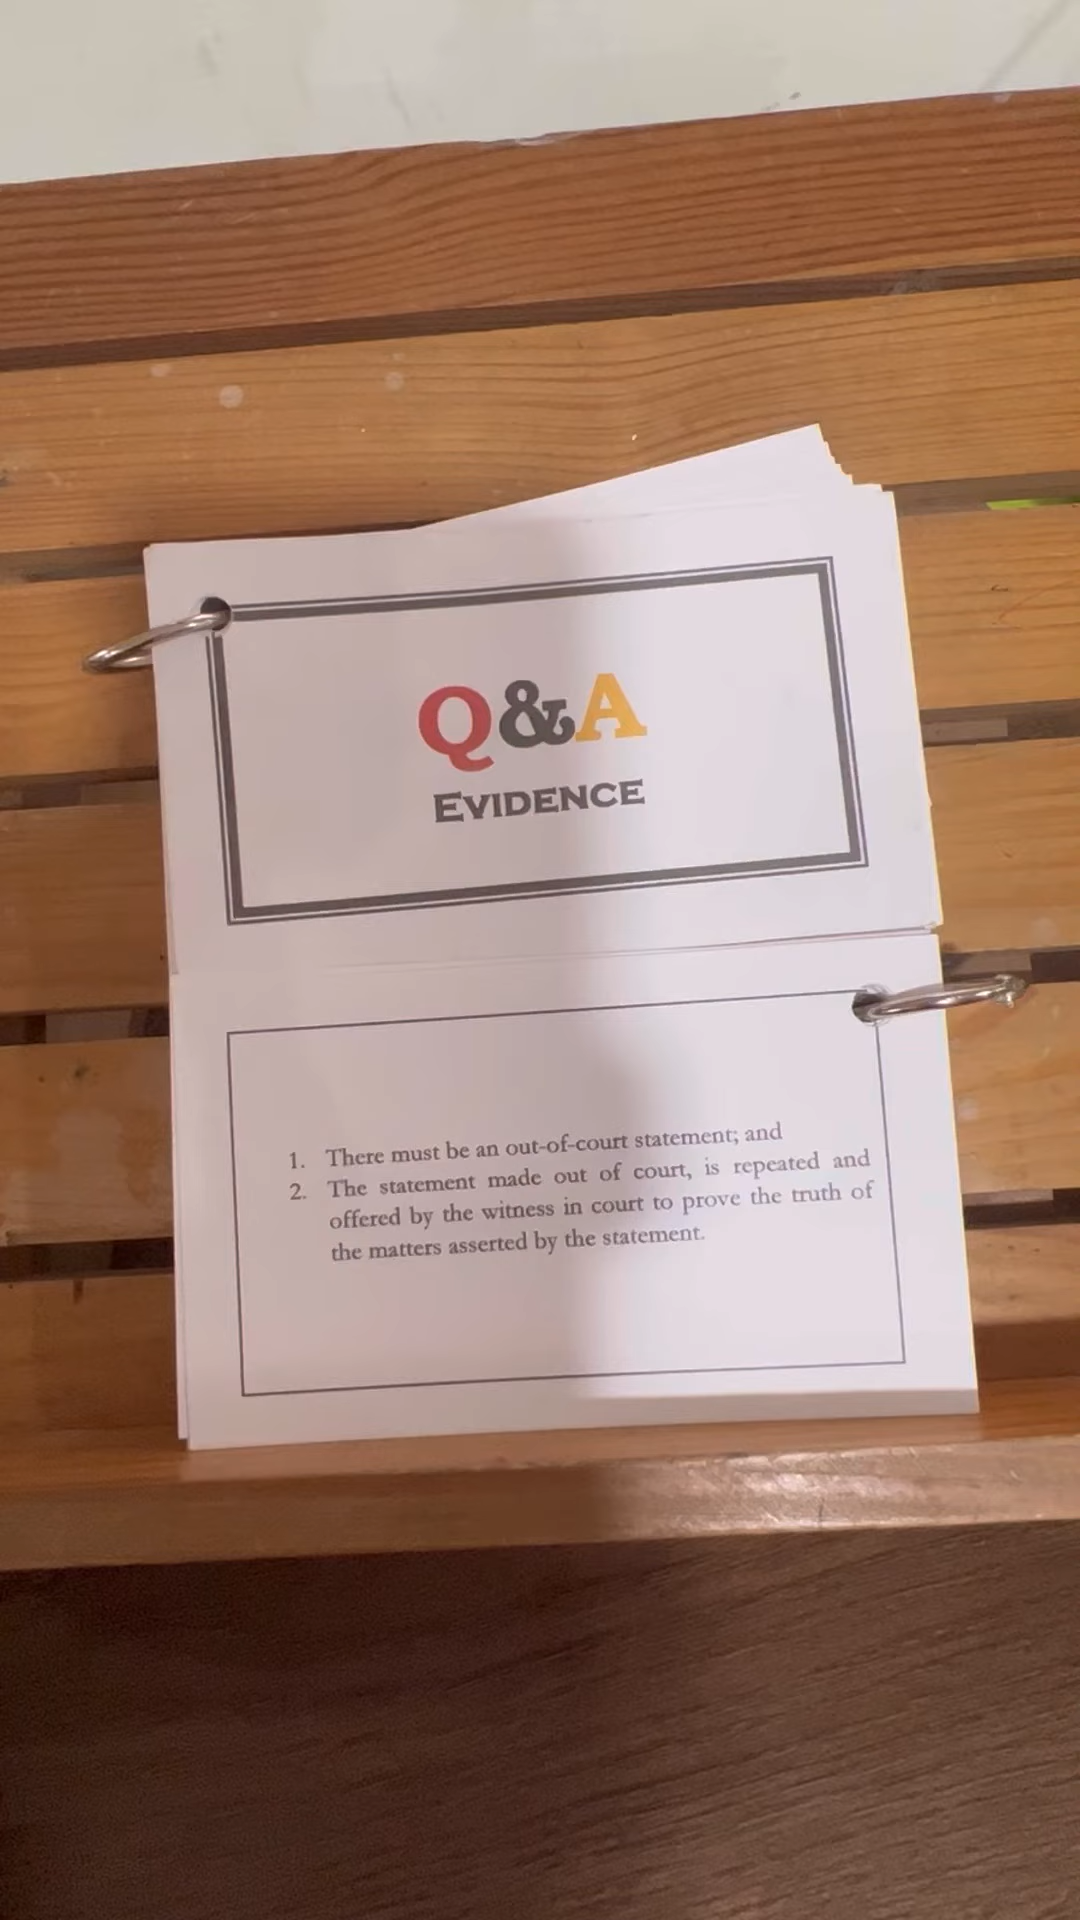 Q&A
EVIDENCE
1. There must be an out-of-court statement; and
2. The statement made out of court, is repeated and
offered by the witness in court to prove the truth of
the matters asserted by the statement.